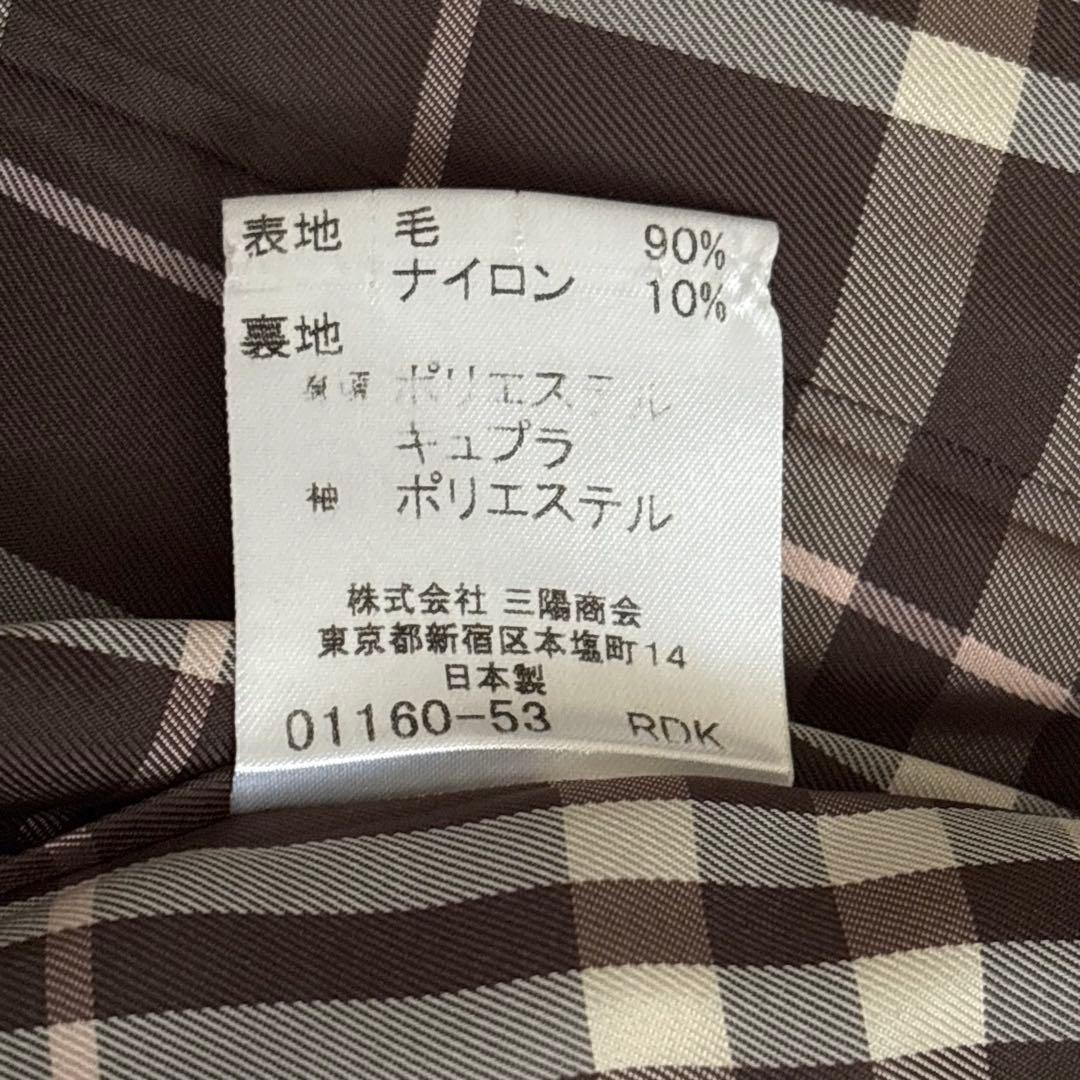 表地 毛 90%
ナイロン 10%
裏地
ポリエステル
キュプラ
袖 ポリエステル
株式会社 三陽商会
東京都新宿区本塩町14
日本製
01160-53 RDK